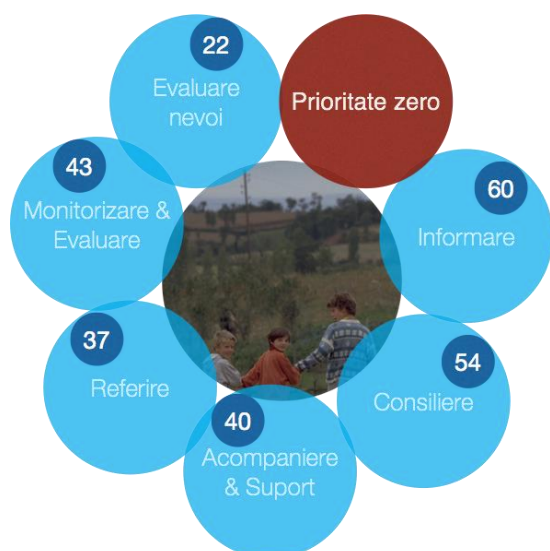 22
Evaluare
nevoi
Prioritate zero
60
Informare
54
Consiliere
40
Acompaniere
& Suport
37
Referire
43
Monitorizare &
Evaluare